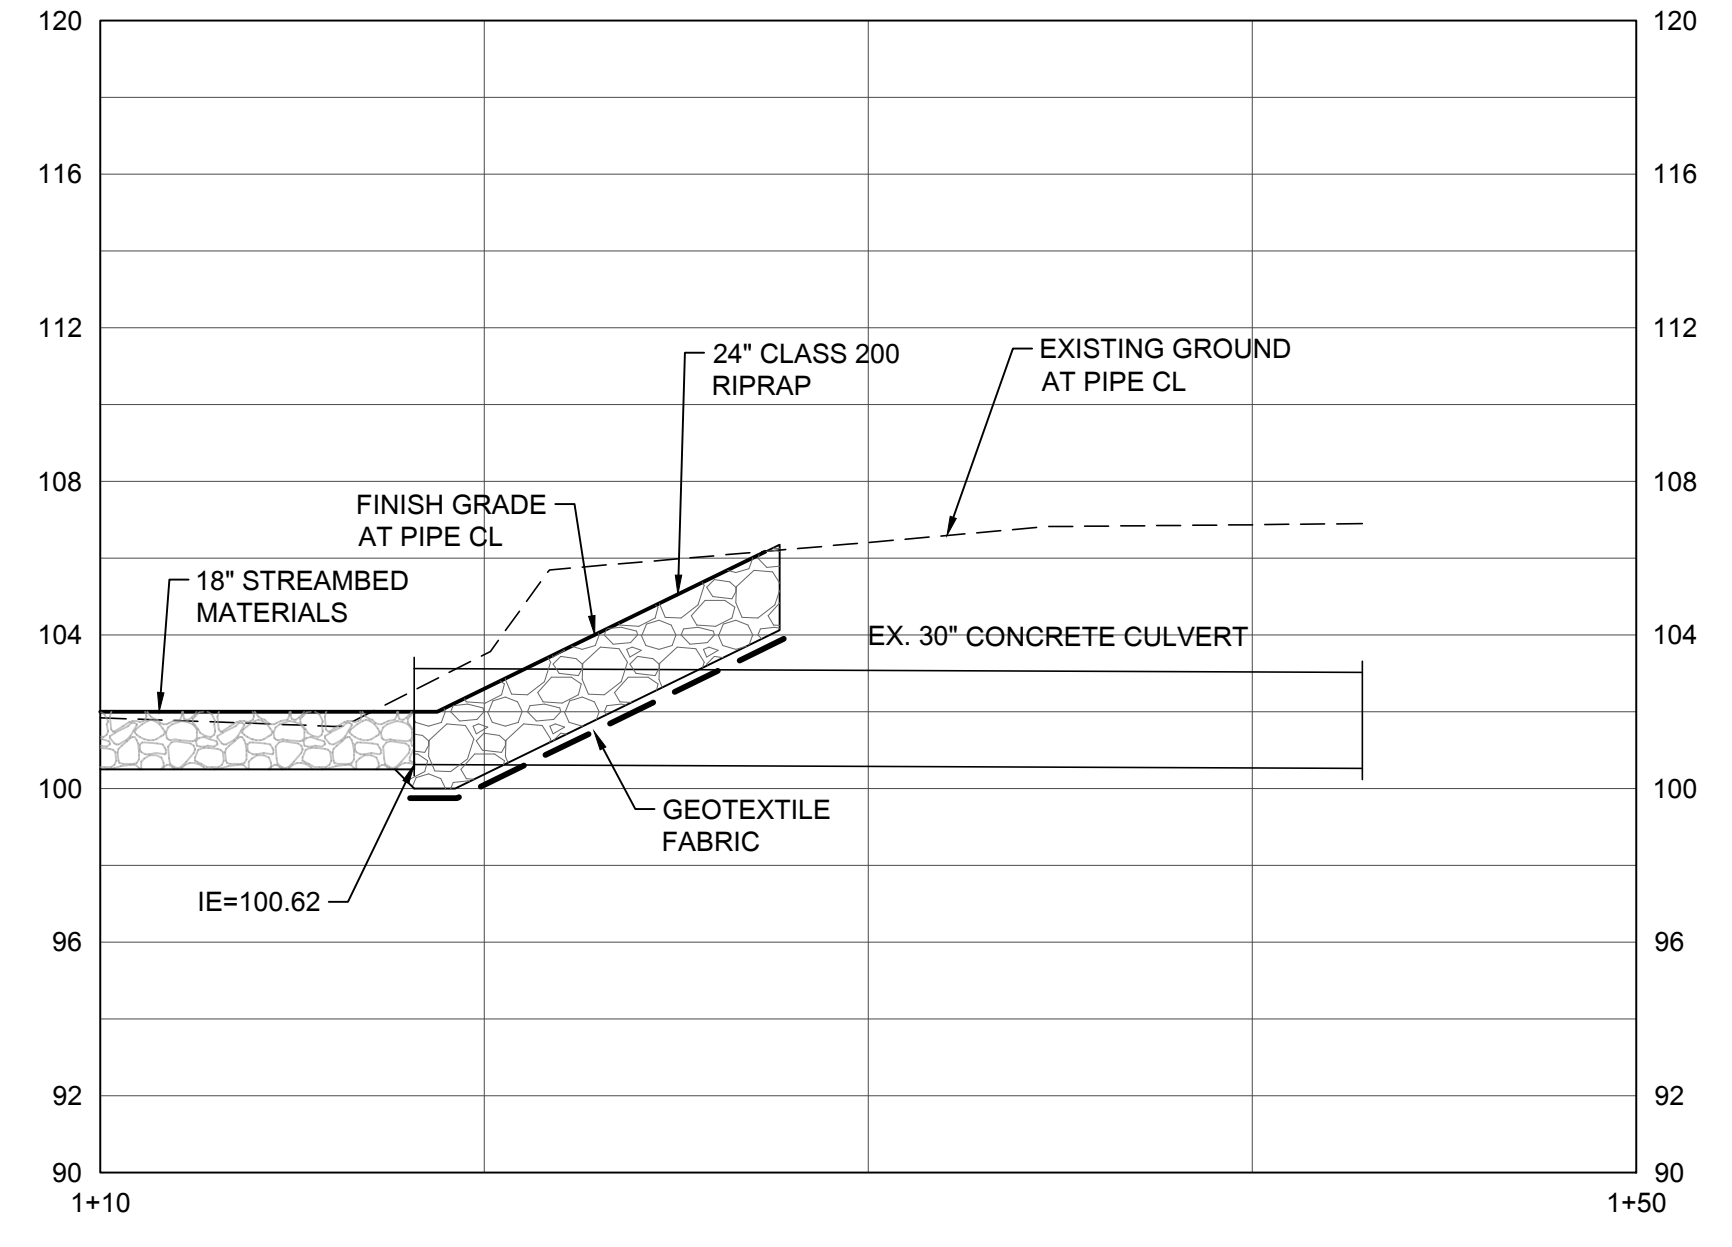 120
120
116
116
112
112
24" CLASS 200
RIPRAP
EXISTING GROUND
AT PIPE CL
108
108
FINISH GRADE
AT PIPE CL
18" STREAMBED
MATERIALS
104
EX. 30" CONCRETE CULVERT
104
100
100
GEOTEXTILE
FABRIC
IE=100.62
96
96
92
92
90
90
1+10
1+50